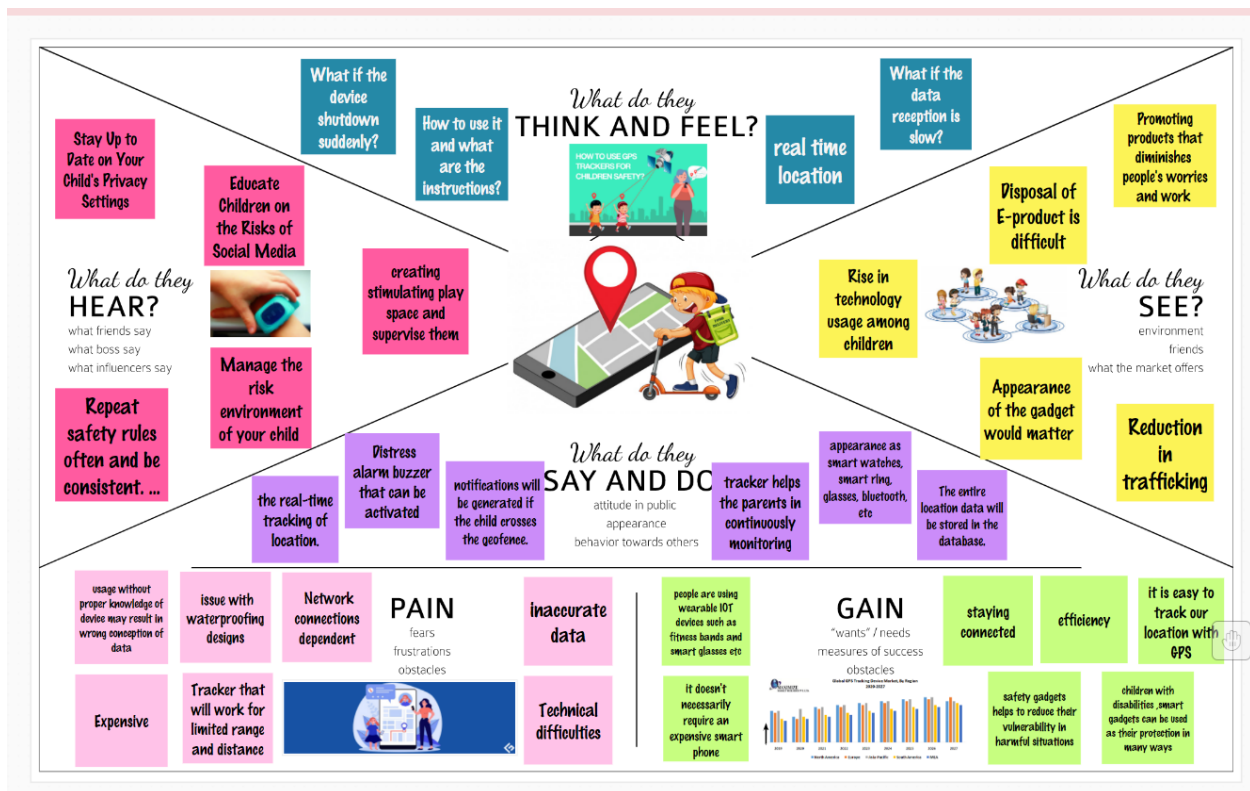 What if the
device
shutdown
suddenly?
How to use it
and what
are the
instructions?
What do they
THINK AND FEEL?
HOW TO USE GPS
TRACKERS FOR
CHILDREN SAFETY?
real time
location
What if the
data
reception is
slow?
Stay Up to
Date on Your
Child's Privacy
Settings
Educate
Children on
the Risks of
Social Media
What do they
HEAR?
what friends say
what boss say
what influencers say
creating
stimulating play
space and
supervise them
Manage the
risk
environment
of your child
Repeat
safety rules
often and be
consistent. ...
Promoting
products that
diminishes
people's worries
and work
Disposal of
E-product is
difficult
Rise in
technology
usage among
children
What do they
SEE?
environment
friends
what the market offers
Appearance
of the gadget
would matter
Reduction
in
trafficking
What do they
SAY AND DO
attitude in public
appearance
behavior towards others
the real-time
tracking of
location.
Distress
alarm buzzer
that can be
activated
notifications will
be generated if
the child crosses
the geofence.
tracker helps
the parents in
continuously
monitoring
appearance as
smart watches,
smart ring,
glasses, bluetooth,
etc
The entire
location data will
be stored in the
database.
PAIN
fears
frustrations
obstacles
usage without
proper knowledge of
device may result in
wrong conception of
data
issue with
waterproofing
designs
Network
connections
dependent
inaccurate
data
Expensive
Tracker that
will work for
limited range
and distance
Technical
difficulties
GAIN
"wants" / needs
measures of success
obstacles
people are using
wearable IOT
devices such as
fitness bands and
smart glasses etc
staying
connected
efficiency
it is easy to
track our
location with
GPS
it doesn't
necessarily
require an
expensive smart
phone
Global GPS Tracking Device Market, By Region
North America Europe Asia Pacific South America MEA
safety gadgets
helps to reduce their
vulnerability in
harmful situations
children with
disabilities ,smart
gadgets can be used
as their protection in
many ways